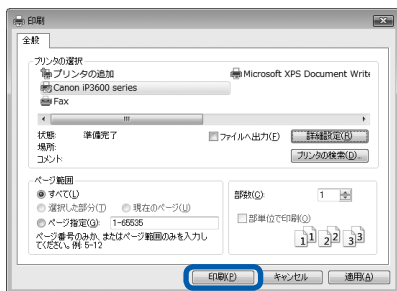 印刷
全般
プリンタの選択
プリンタの追加
Microsoft XPS Document Write
Canon iP3600 series
Fax
状態: 準備完了
ファイルへ出力(F)
詳細設定(R)
場所:
コメント:
プリンタの検索(D)...
ページ範囲
すべて(L)
選択した部分(T) 現在のページ(U)
ページ指定(G): 1-65535
ページ番号のみか、またはページ範囲のみを入力し
てください。例: 5-12
部数(C): 1
部単位で印刷(O)
1 1 2 2 3 3
印刷(P) キャンセル 適用(A)